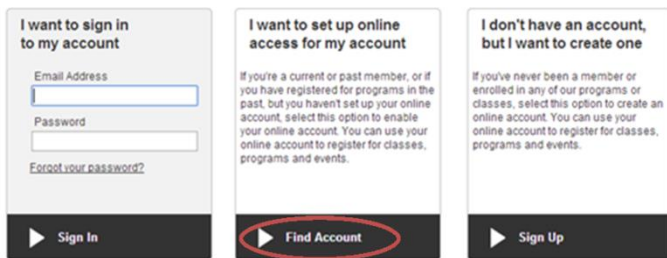 I want to sign in
to my account
Email Address
Password
Forgot your password?
Sign In
I want to set up online
access for my account
If you're a current or past member, or if
you have registered for programs in the
past, but you haven't set up your online
account, select this option to enable
your online account. You can use your
online account to register for classes,
programs and events.
Find Account
I don't have an account,
but I want to create one
If you've never been a member or
enrolled in any of our programs or
classes, select this option to create an
online account. You can use your
online account to register for classes,
programs and events.
Sign Up